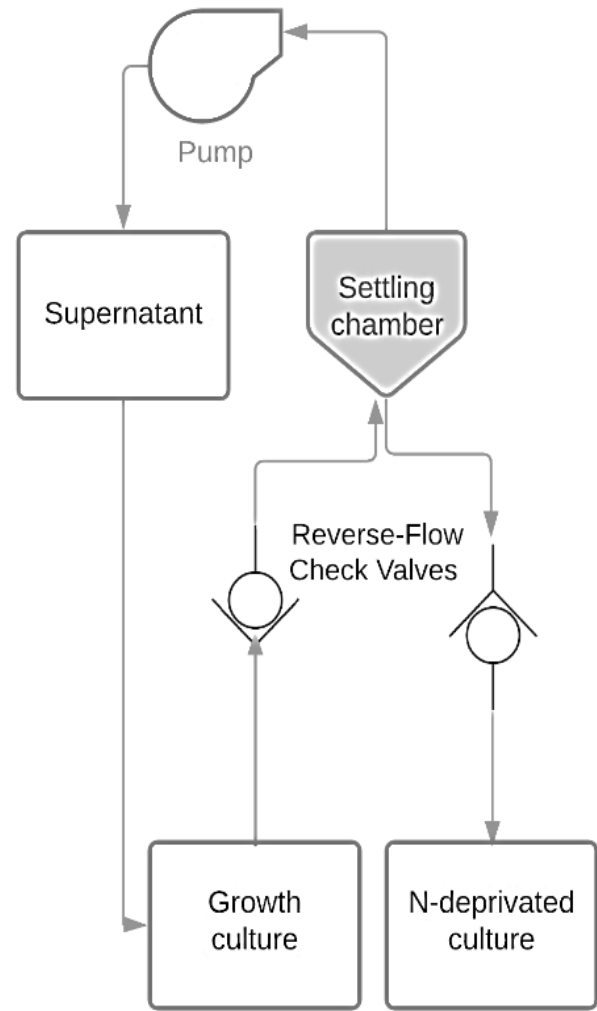 Pump
Supernatant
Settling
chamber
Reverse-Flow
Check Valves
Growth
culture
N-deprivated
culture